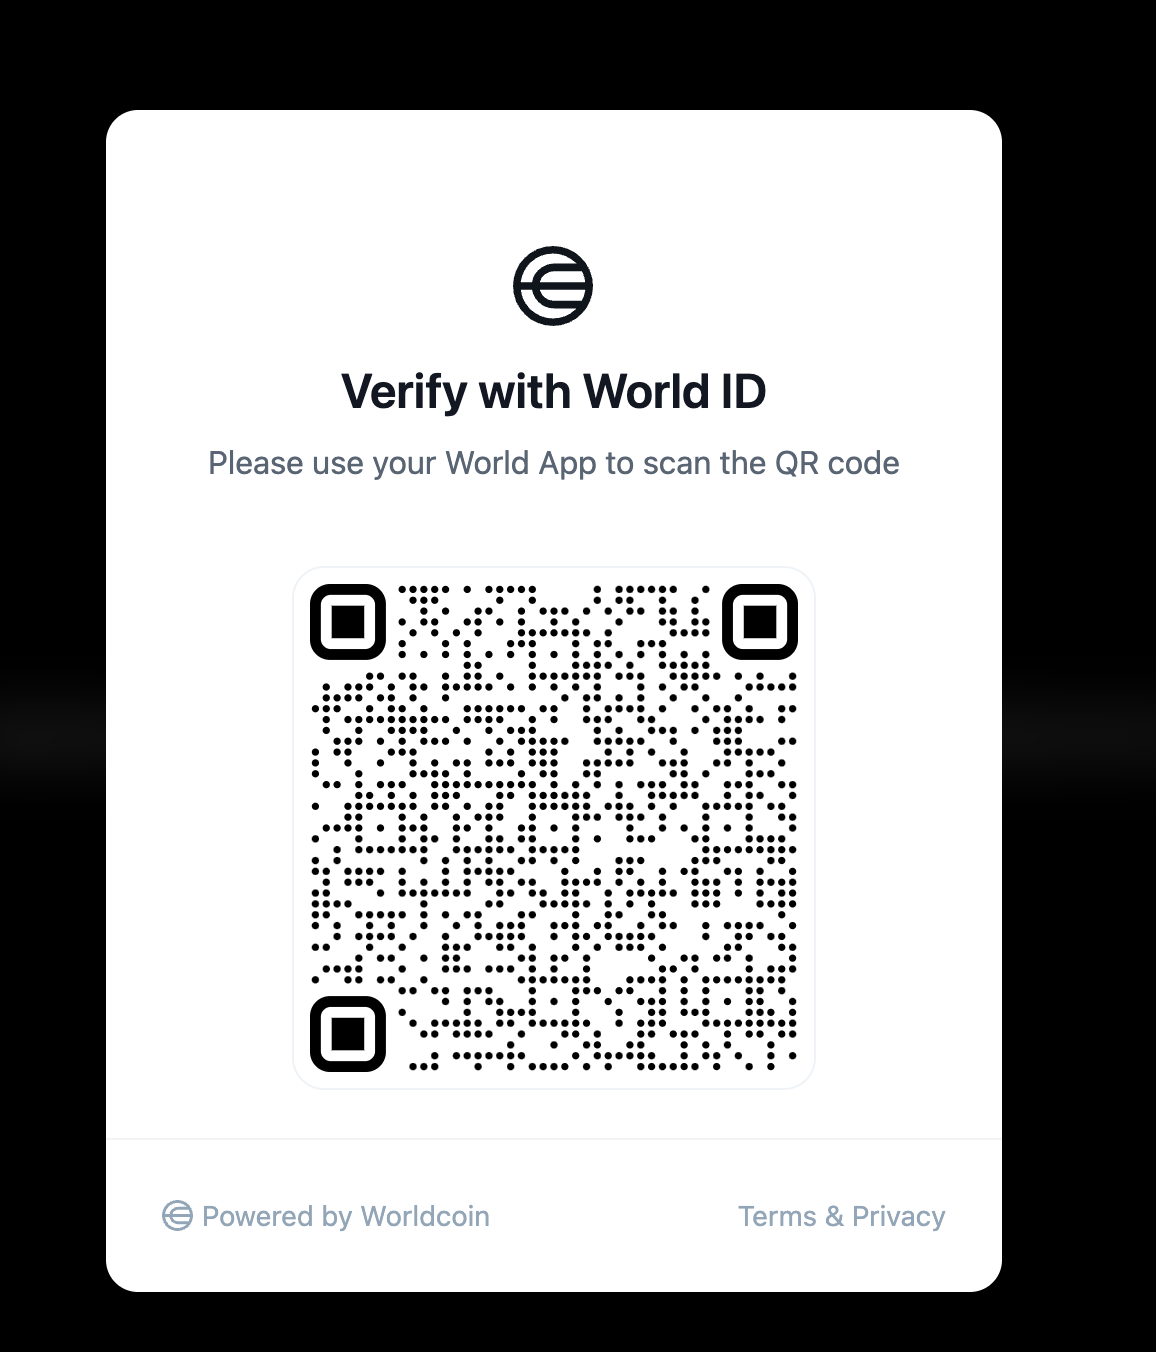 Verify with World ID
Please use your World App to scan the QR code
Powered by Worldcoin
Terms & Privacy